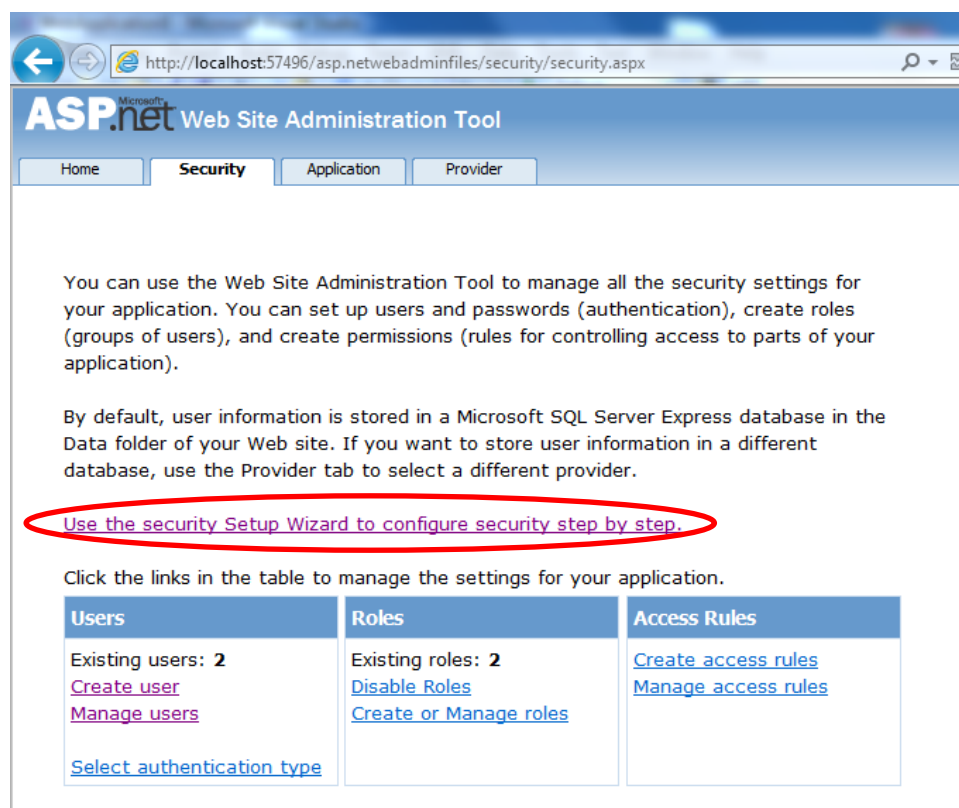 http://localhost:57496/asp.netwebadminfiles/security/security.aspx
ASP.net Microsoft Web Site Administration Tool
Home Security Application Provider
You can use the Web Site Administration Tool to manage all the security settings for
your application. You can set up users and passwords (authentication), create roles
(groups of users), and create permissions (rules for controlling access to parts of your
application).
By default, user information is stored in a Microsoft SQL Server Express database in the
Data folder of your Web site. If you want to store user information in a different
database, use the Provider tab to select a different provider.
Use the security Setup Wizard to configure security step by step.
Click the links in the table to manage the settings for your application.
Users Roles Access Rules
Existing users: 2 Existing roles: 2 Create access rules
Create user Disable Roles Manage access rules
Manage users Create or Manage roles
Select authentication type